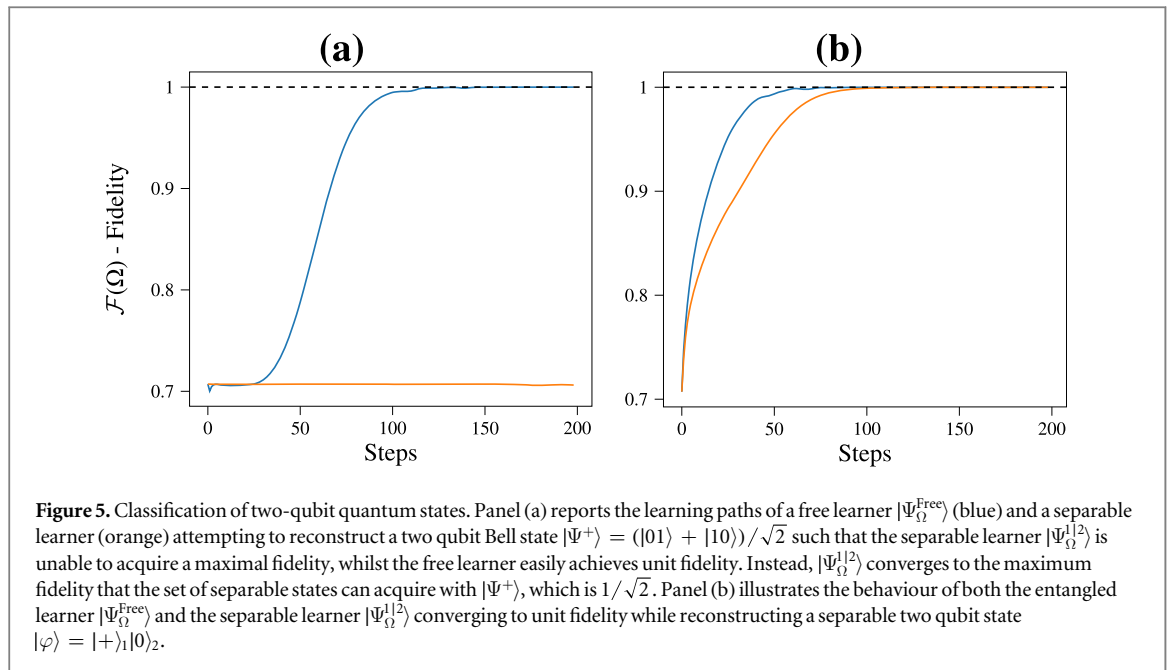 (a)
(b)
1
0.9
0.8
0.7
0
50
100
150
200
Steps
ℱ(Ω) - Fidelity
1
0.9
0.8
0.7
0
50
100
150
200
Steps
Figure 5. Classification of two-qubit quantum states. Panel (a) reports the learning paths of a free learner |Ψ_Ω^Free⟩ (blue) and a separable
learner (orange) attempting to reconstruct a two qubit Bell state |Ψ⁺⟩ = (|01⟩ + |10⟩)/√2 such that the separable learner |Ψ_Ω^1|2⟩ is
unable to acquire a maximal fidelity, whilst the free learner easily achieves unit fidelity. Instead, |Ψ_Ω^1|2⟩ converges to the maximum
fidelity that the set of separable states can acquire with |Ψ⁺⟩, which is 1/√2. Panel (b) illustrates the behaviour of both the entangled
learner |Ψ_Ω^Free⟩ and the separable learner |Ψ_Ω^1|2⟩ converging to unit fidelity while reconstructing a separable two qubit state
|φ⟩ = |+⟩₁|0⟩₂.